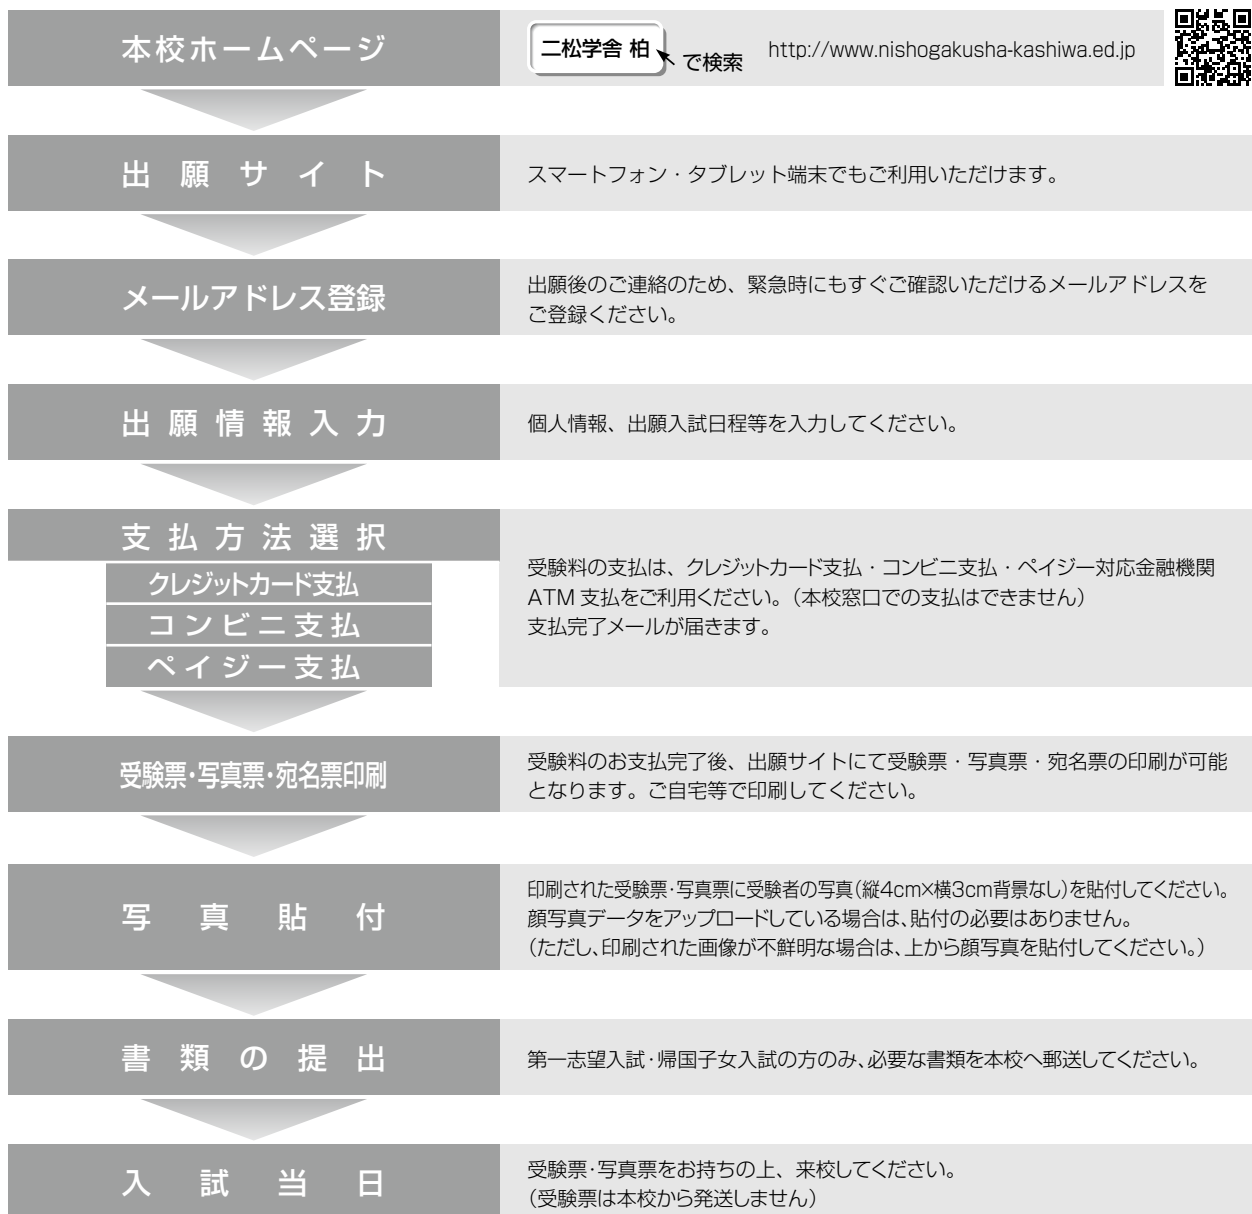 本校ホームページ
二松学舎 柏 で検索 http://www.nishogakusha-kashiwa.ed.jp
出願サイト
スマートフォン・タブレット端末でもご利用いただけます。
メールアドレス登録
出願後のご連絡のため、緊急時にもすぐご確認いただけるメールアドレスを
ご登録ください。
出願情報入力
個人情報、出願入試日程等を入力してください。
支払方法選択
クレジットカード支払
コンビニ支払
ペイジー支払
受験料の支払は、クレジットカード支払・コンビニ支払・ペイジー対応金融機関
ATM 支払をご利用ください。(本校窓口での支払はできません)
支払完了メールが届きます。
受験票・写真票・宛名票印刷
受験料のお支払完了後、出願サイトにて受験票・写真票・宛名票の印刷が可能
となります。ご自宅等で印刷してください。
写真貼付
印刷された受験票・写真票に受験者の写真(縦4cm×横3cm背景なし)を貼付してください。
顔写真データをアップロードしている場合は、貼付の必要はありません。
(ただし、印刷された画像が不鮮明な場合は、上から顔写真を貼付してください。)
書類の提出
第一志望入試・帰国子女入試の方のみ、必要な書類を本校へ郵送してください。
入試当日
受験票・写真票をお持ちの上、来校してください。
(受験票は本校から発送しません)